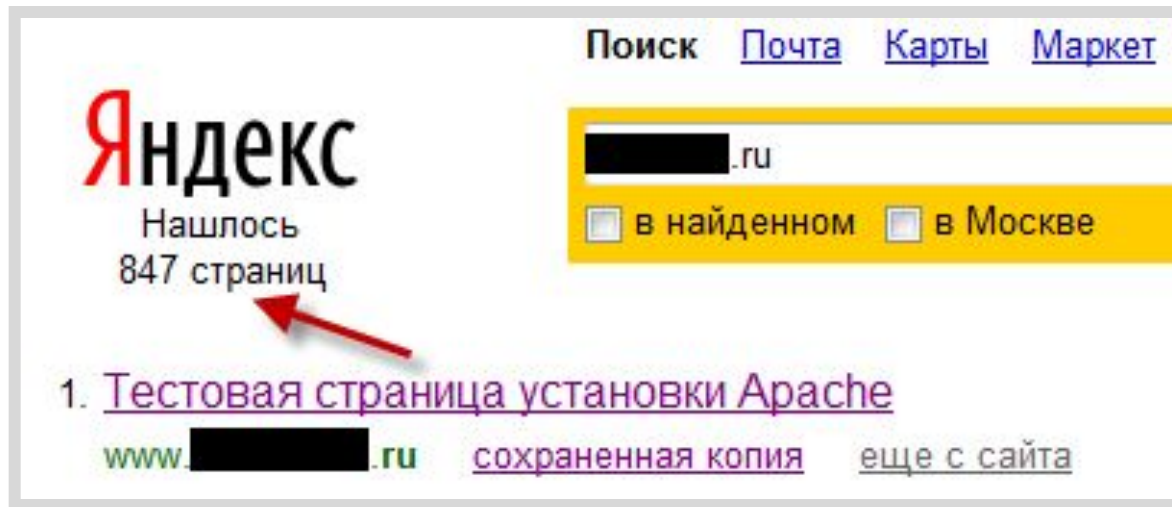 Поиск Почта Карты Маркет
Яндекс
.ru
в найденном в Москве
Нашлось
847 страниц
1. Тестовая страница установки Apache
www. .ru сохраненная копия еще с сайта